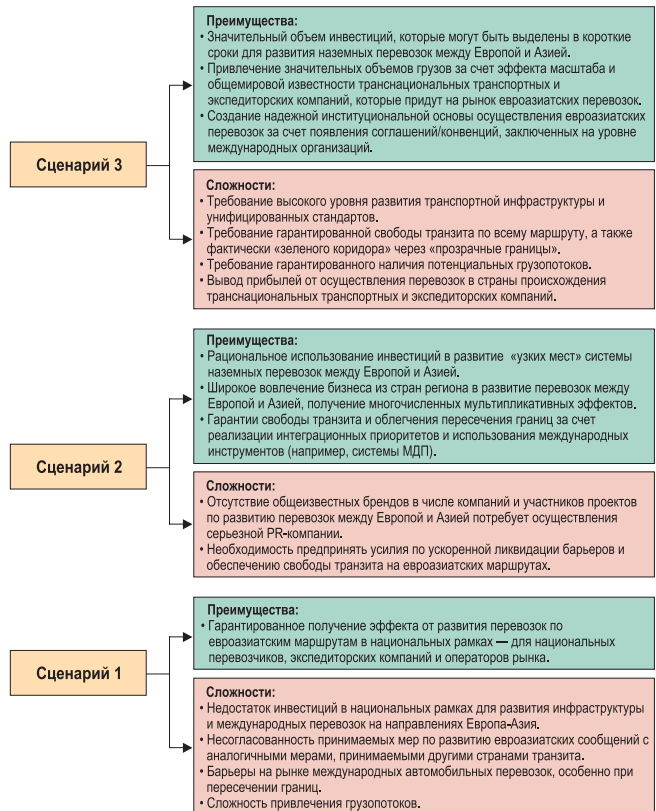 Преимущества:
• Значительный объем инвестиций, которые могут быть выделены в короткие
сроки для развития наземных перевозок между Европой и Азией.
• Привлечение значительных объемов грузов за счет эффекта масштаба и
общемировой известности транснациональных транспортных и
экспедиторских компаний, которые придут на рынок евроазиатских перевозок.
• Создание надежной институциональной основы осуществления евроазиатских
перевозок за счет появления соглашений/конвенций, заключенных на уровне
международных организаций.
Сценарий 3
Сложности:
• Требование высокого уровня развития транспортной инфраструктуры и
унифицированных стандартов.
• Требование гарантированной свободы транзита по всему маршруту, а также
фактически «зеленого коридора» через «прозрачные границы».
• Требование гарантированного наличия потенциальных грузопотоков.
• Вывод прибылей от осуществления перевозок в страны происхождения
транснациональных транспортных и экспедиторских компаний.
Преимущества:
• Рациональное использование инвестиций в развитие «узких мест» системы
наземных перевозок между Европой и Азией.
• Широкое вовлечение бизнеса из стран региона в развитие перевозок между
Европой и Азией, получение многочисленных мультипликативных эффектов.
• Гарантии свободы транзита и облегчения пересечения границ за счет
реализации интеграционных приоритетов и использования международных
инструментов (например, системы МДП).
Сценарий 2
Сложности:
• Отсутствие общеизвестных брендов в числе компаний и участников проектов
по развитию перевозок между Европой и Азией потребует осуществления
серьезной PR-компании.
• Необходимость предпринять усилия по ускоренной ликвидации барьеров и
обеспечению свободы транзита на евроазиатских маршрутах.
Преимущества:
• Гарантированное получение эффекта от развития перевозок по
евроазиатским маршрутам в национальных рамках — для национальных
перевозчиков, экспедиторских компаний и операторов рынка.
Сценарий 1
Сложности:
• Недостаток инвестиций в национальных рамках для развития инфраструктуры
и международных перевозок на направлениях Европа-Азия.
• Несогласованность принимаемых мер по развитию евроазиатских сообщений с
аналогичными мерами, принимаемыми другими странами транзита.
• Барьеры на рынке международных автомобильных перевозок, особенно при
пересечении границ.
• Сложность привлечения грузопотоков.